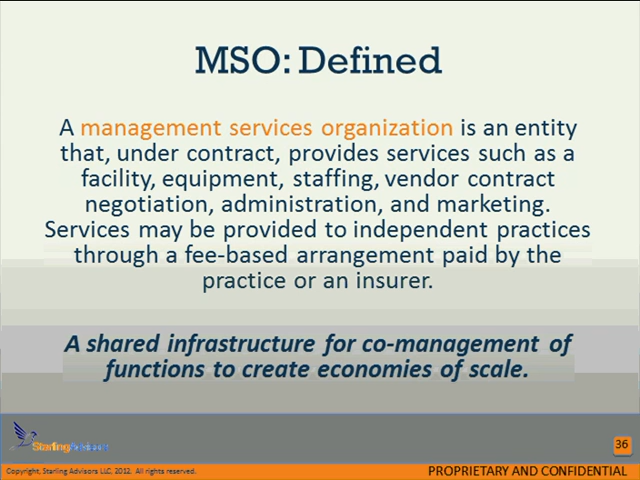 MSO: Defined
A management services organization is an entity
that, under contract, provides services such as a
facility, equipment, staffing, vendor contract
negotiation, administration, and marketing.
Services may be provided to independent practices
through a fee-based arrangement paid by the
practice or an insurer.
A shared infrastructure for co-management of
functions to create economies of scale.
StarlingAdvisors
36
Copyright, Starling Advisors LLC, 2012. All rights reserved.
PROPRIETARY AND CONFIDENTIAL